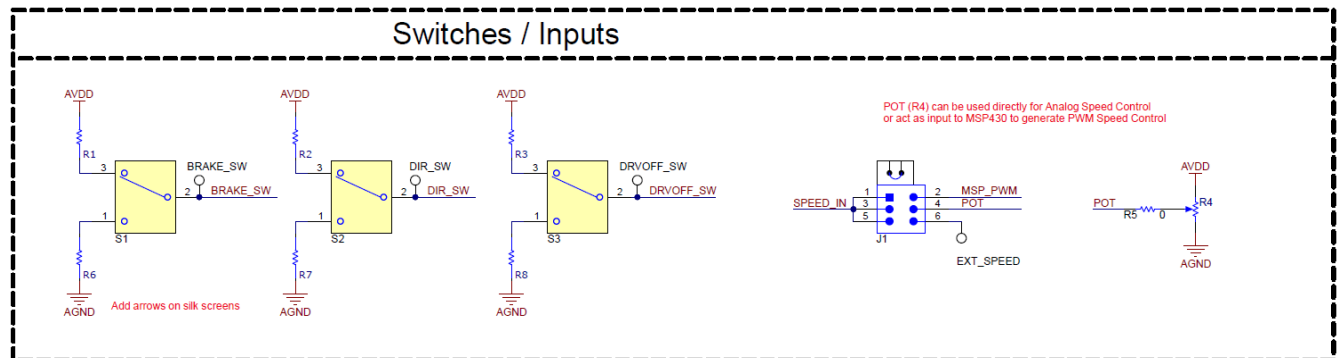 Switches / Inputs
AVDD
R1
3
2
1
S1
BRAKE_SW
BRAKE_SW
R6
AGND
Add arrows on silk screens
AVDD
R2
3
2
1
S2
DIR_SW
DIR_SW
R7
AGND
AVDD
R3
3
2
1
S3
DRVOFF_SW
DRVOFF_SW
R8
AGND
POT (R4) can be used directly for Analog Speed Control
or act as input to MSP430 to generate PWM Speed Control
SPEED_IN
1
3
5
2
4
6
MSP_PWM
POT
J1
EXT_SPEED
POT
R5
0
AVDD
R4
AGND